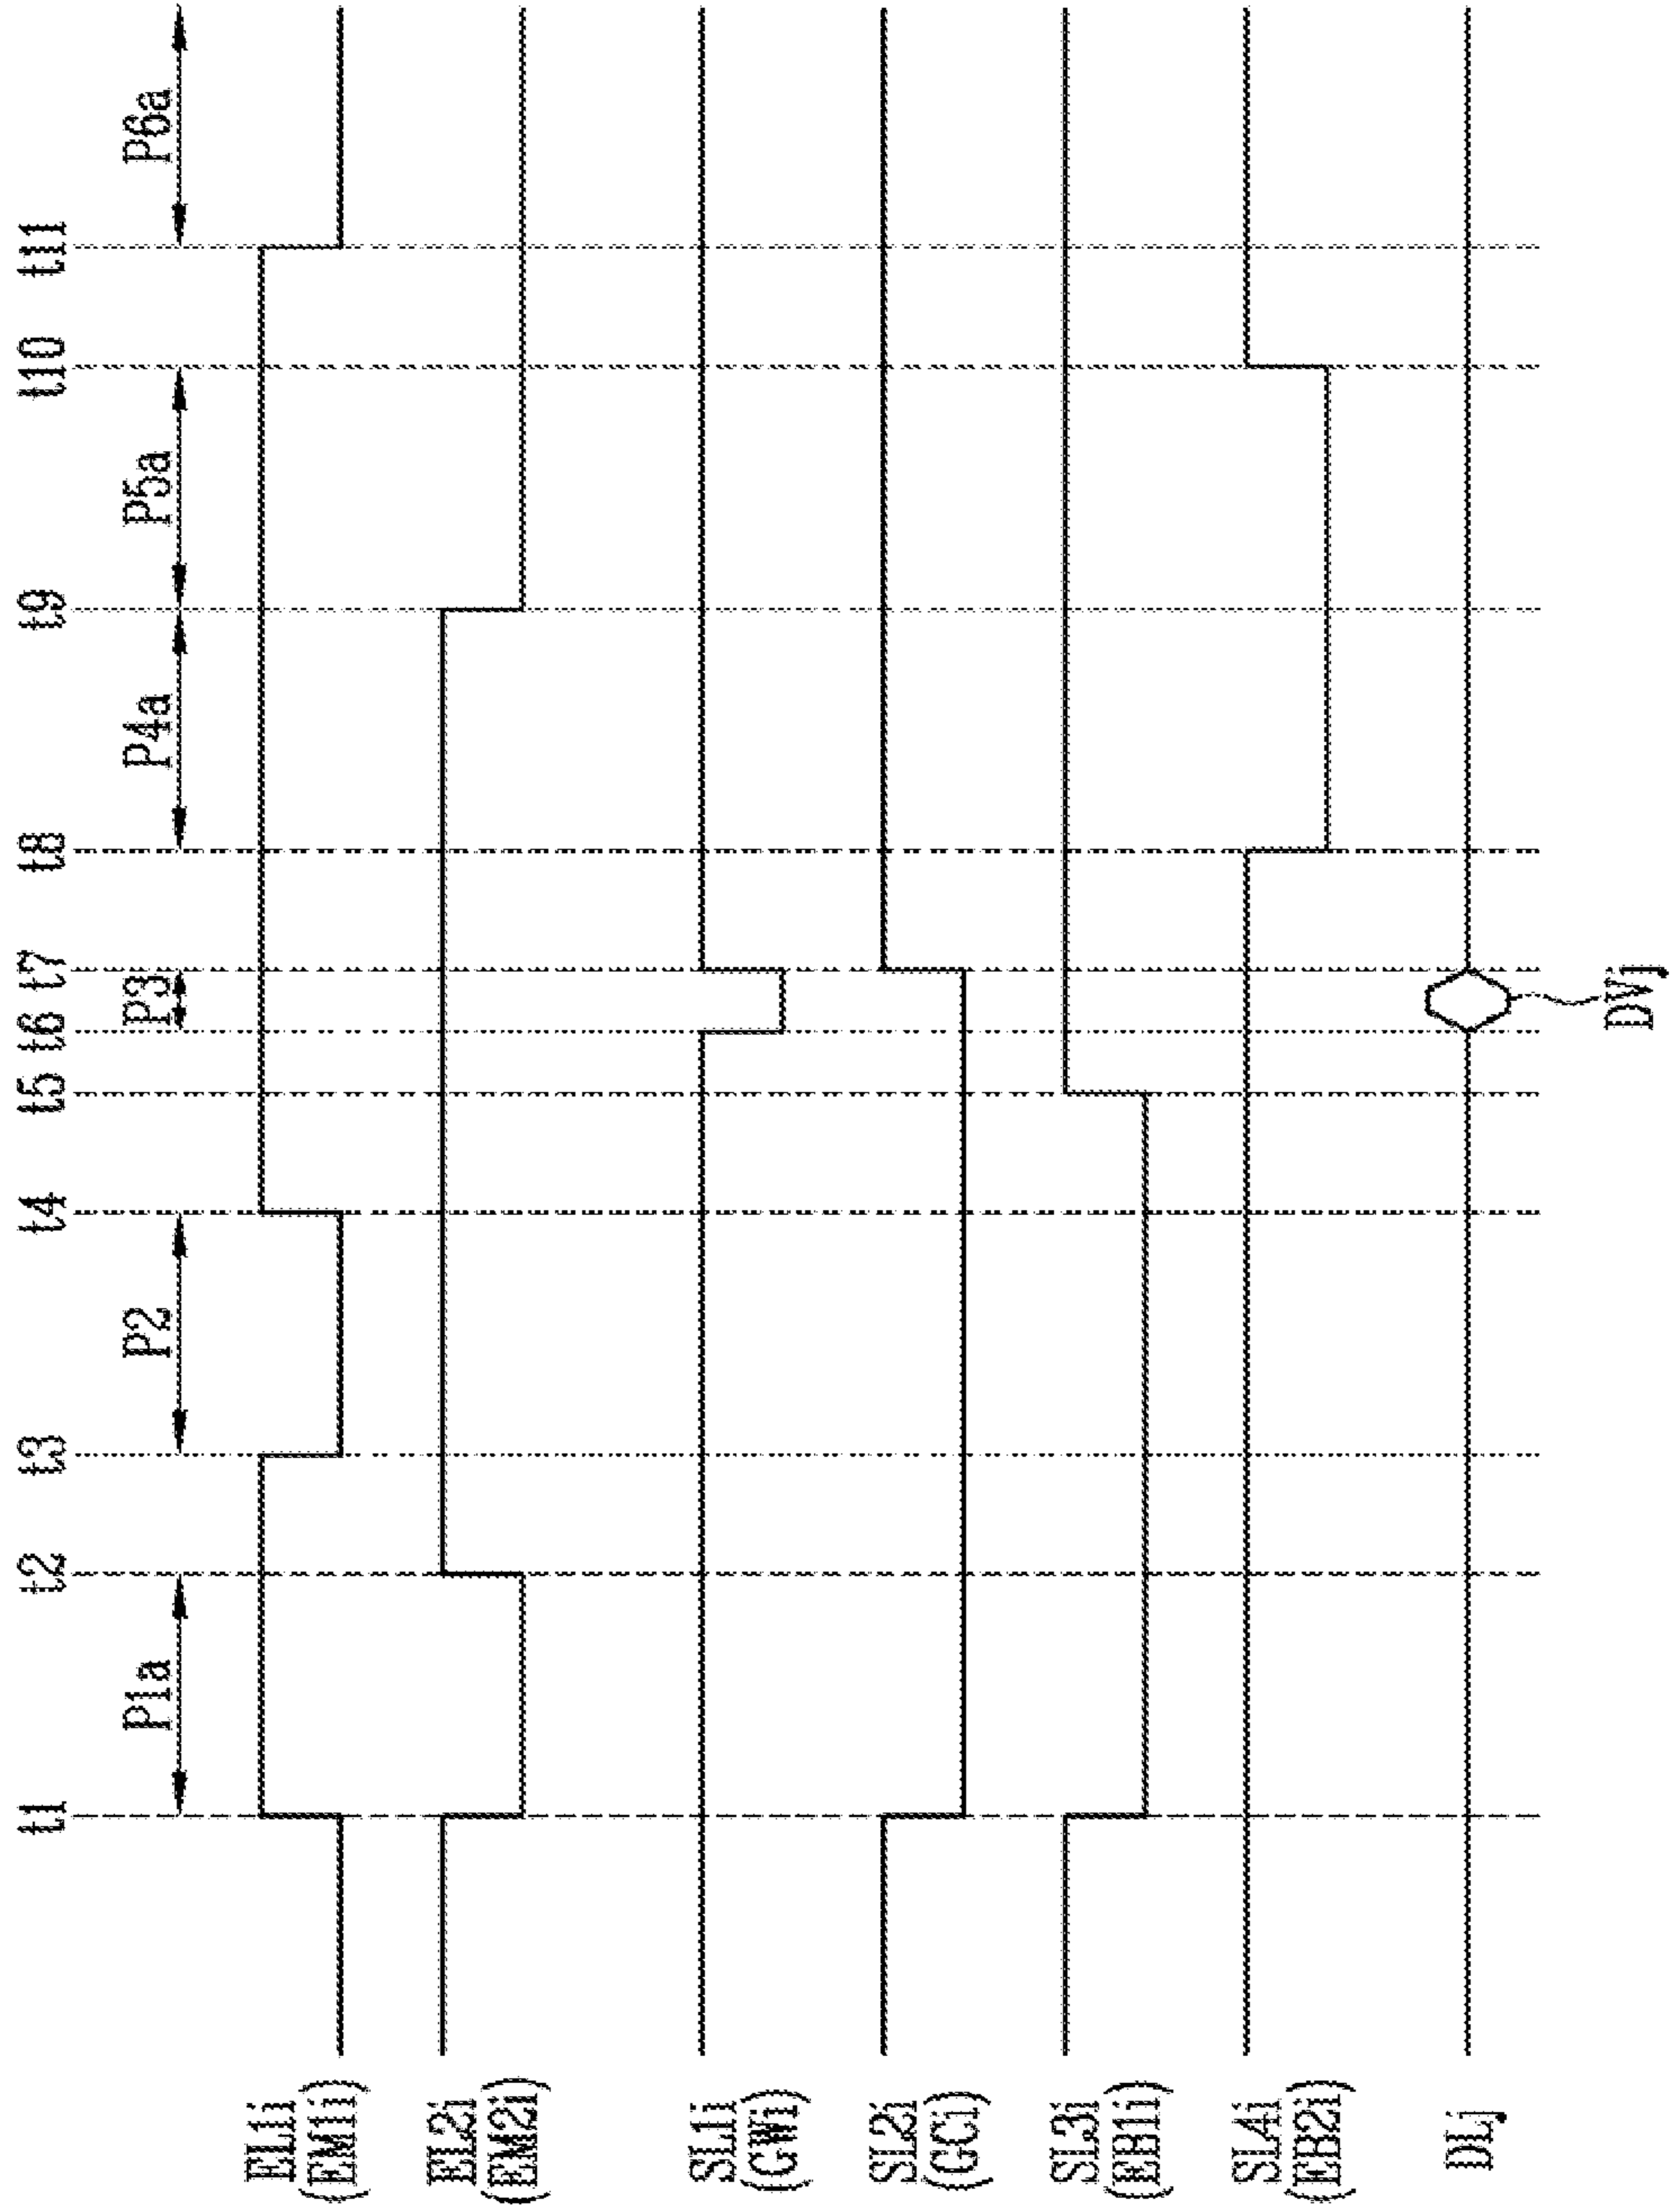 t1 t2 t3 t4 t5 t6 t7 t8 t9 t10 t11
P1a P2 P3 P4a P5a P6a
EL1i
(EM1i)
EL2i
(EM2i)
SL1i
(GWi)
SL2i
(GCi)
SL3i
(EB1i)
SL4i
(EB2i)
DLj
DVj